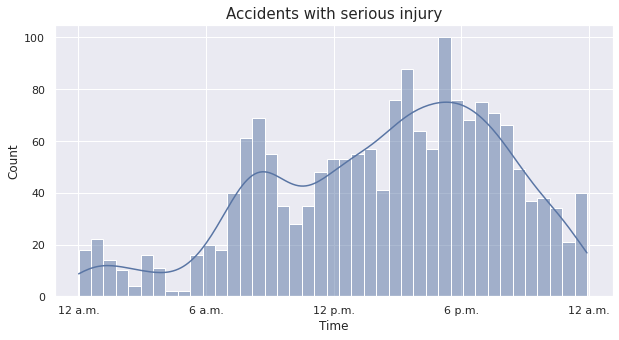 Accidents with serious injury
100
80
60
40
20
0
Count
12 a.m.
6 a.m.
12 p.m.
6 p.m.
12 a.m.
Time